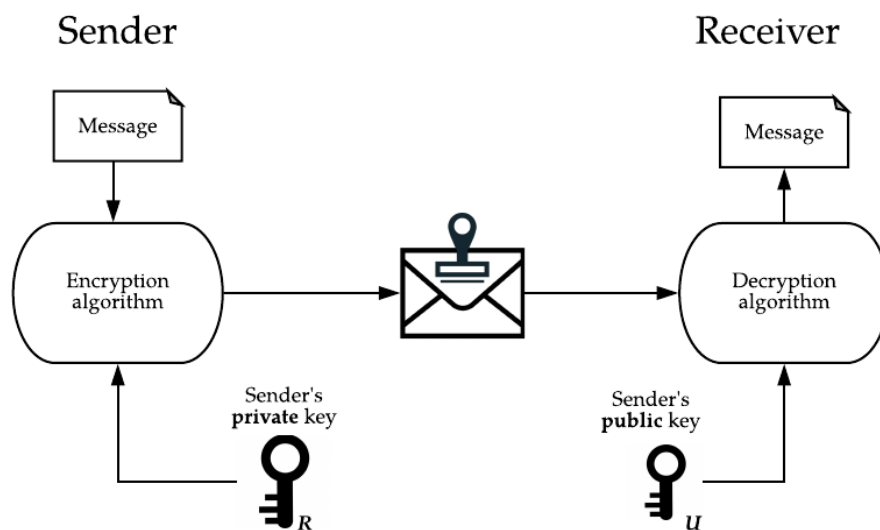 Sender
Receiver
Message
Message
Encryption
algorithm
Decryption
algorithm
Sender's
private key
R
Sender's
public key
U